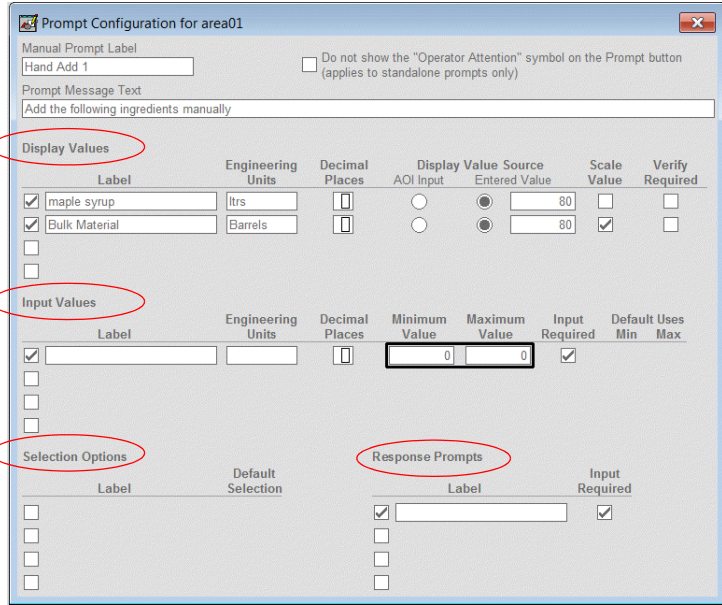 Prompt Configuration for area01
Manual Prompt Label
Hand Add 1
Do not show the "Operator Attention" symbol on the Prompt button
(applies to standalone prompts only)
Prompt Message Text
Add the following ingredients manually
Display Values
Engineering Decimal Display Value Source Scale Verify
Label Units Places AOI Input Entered Value Value Required
maple syrup ltrs 80
Bulk Material Barrels 80
Input Values
Engineering Decimal Minimum Maximum Input Default Uses
Label Units Places Value Value Required Min Max
0 0
Selection Options Response Prompts
Default Input
Label Selection Label Required